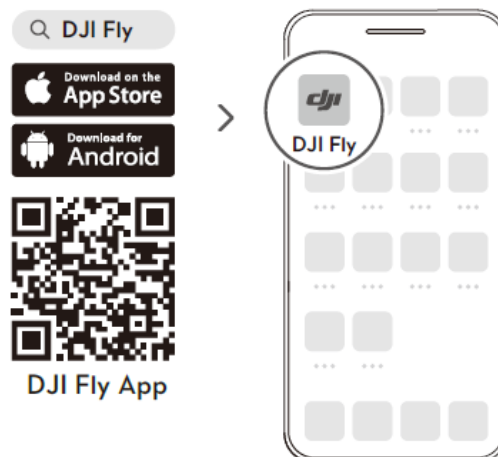 DJI Fly
Download on the
App Store
Download for
Android
DJI Fly App
dji
DJI Fly